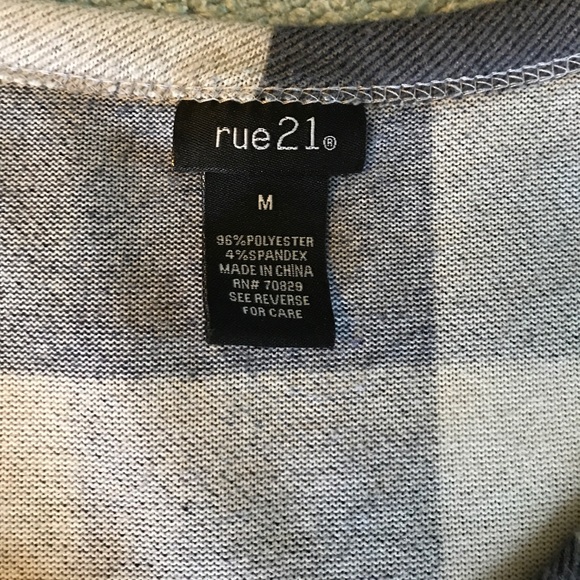 rue21®
M
96%POLYESTER
4%SPANDEX
MADE IN CHINA
RN# 70829
SEE REVERSE
FOR CARE